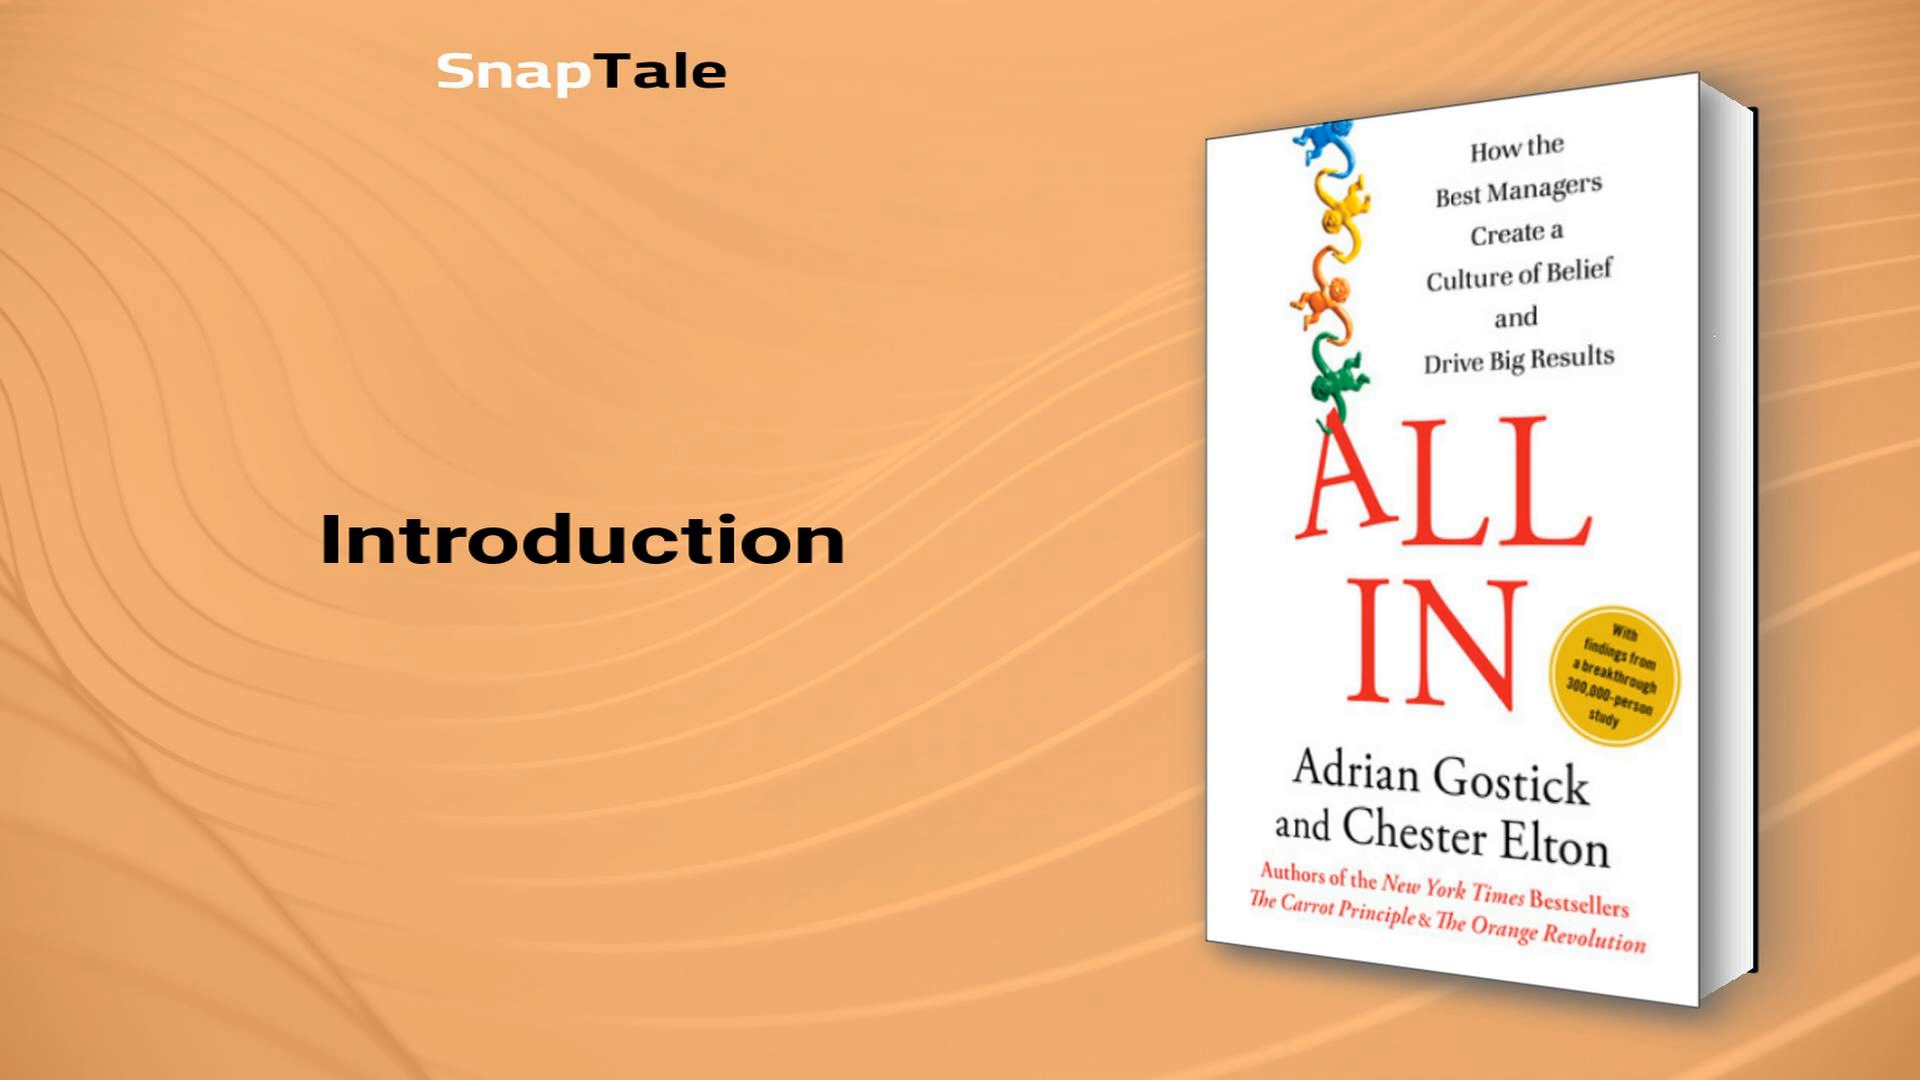 SnapTale
Introduction
How the
Best Managers
Create a
Culture of Belief
and
Drive Big Results
ALL
IN
With
findings from
a breakthrough
300,000-person
study
Adrian Gostick
and Chester Elton
Authors of the New York Times Bestsellers
The Carrot Principle & The Orange Revolution